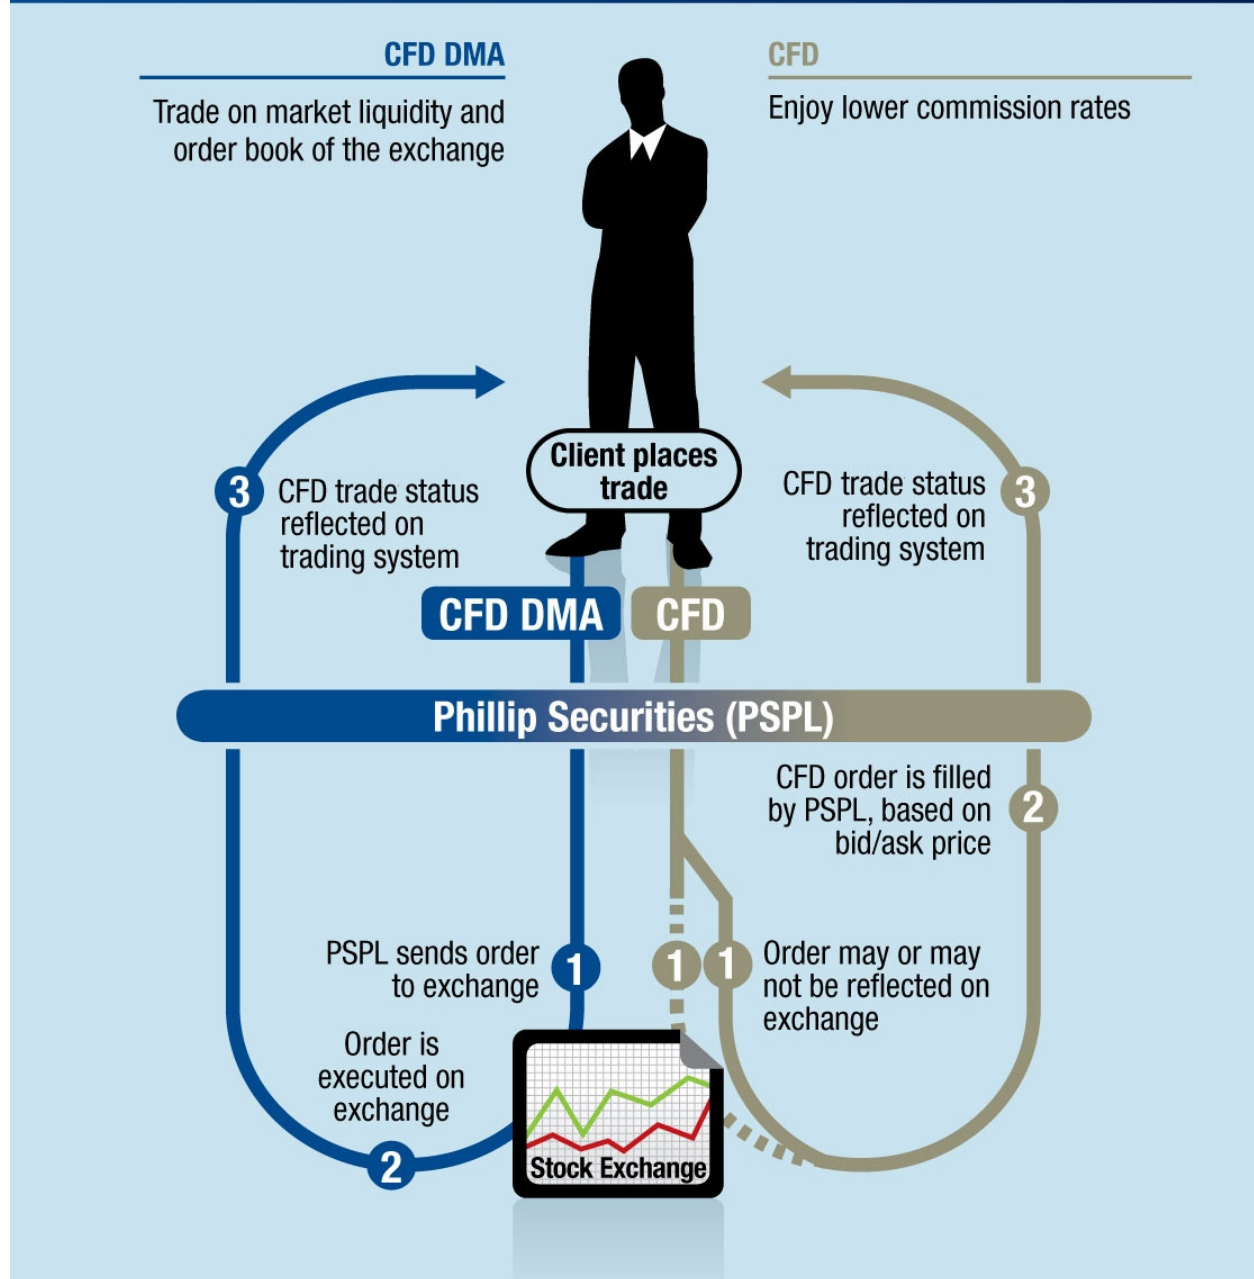 CFD DMA
Trade on market liquidity and
order book of the exchange
CFD
Enjoy lower commission rates
Client places
trade
3
CFD trade status
reflected on
trading system
CFD trade status
reflected on
trading system
3
CFD DMA
CFD
Phillip Securities (PSPL)
CFD order is filled
by PSPL, based on
bid/ask price
2
PSPL sends order
to exchange
1
1
1
Order may or may
not be reflected on
exchange
Order is
executed on
exchange
2
Stock Exchange